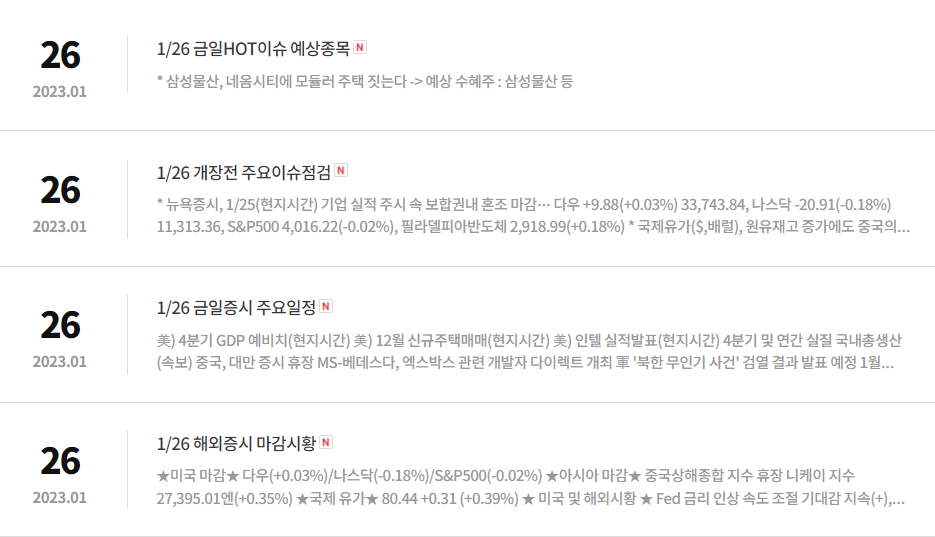 26
2023.01
1/26 금일HOT이슈 예상종목 N
* 삼성물산, 네옴시티에 모듈러 주택 짓는다 -> 예상 수혜주 : 삼성물산 등
26
2023.01
1/26 개장전 주요이슈점검 N
* 뉴욕증시, 1/25(현지시간) 기업 실적 주시 속 보합권내 혼조 마감… 다우 +9.88(+0.03%) 33,743.84, 나스닥 -20.91(-0.18%)
11,313.36, S&P500 4,016.22(-0.02%), 필라델피아반도체 2,918.99(+0.18%) * 국제유가($,배럴), 원유재고 증가에도 중국의...
26
2023.01
1/26 금일증시 주요일정 N
美) 4분기 GDP 예비치(현지시간) 美) 12월 신규주택매매(현지시간) 美) 인텔 실적발표(현지시간) 4분기 및 연간 실질 국내총생산
(속보) 중국, 대만 증시 휴장 MS-베데스다, 엑스박스 관련 개발자 다이렉트 개최 軍 '북한 무인기 사건' 검열 결과 발표 예정 1월...
26
2023.01
1/26 해외증시 마감시황 N
★미국 마감★ 다우(+0.03%)/나스닥(-0.18%)/S&P500(-0.02%) ★아시아 마감★ 중국상해종합 지수 휴장 니케이 지수
27,395.01엔(+0.35%) ★국제 유가★ 80.44 +0.31 (+0.39%) ★ 미국 및 해외시황 ★ Fed 금리 인상 속도 조절 기대감 지속(+),...